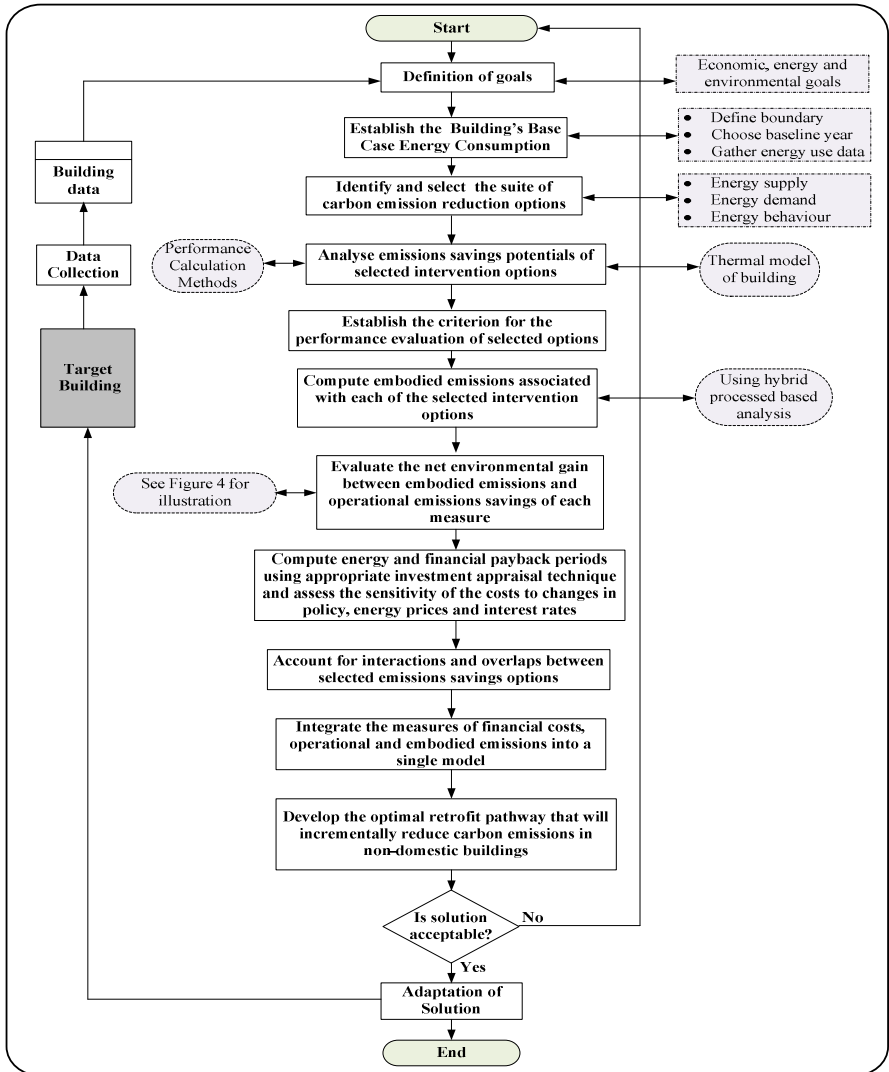 Start
Definition of goals
Economic, energy and
environmental goals
Establish the Building's Base
Case Energy Consumption
● Define boundary
● Choose baseline year
● Gather energy use data
Building
data
Identify and select the suite of
carbon emission reduction options
● Energy supply
● Energy demand
● Energy behaviour
Data
Collection
Performance
Calculation
Methods
Analyse emissions savings potentials of
selected intervention options
Thermal model
of building
Establish the criterion for the
performance evaluation of selected options
Target
Building
Compute embodied emissions associated
with each of the selected intervention
options
Using hybrid
processed based
analysis
See Figure 4 for
illustration
Evaluate the net environmental gain
between embodied emissions and
operational emissions savings of each
measure
Compute energy and financial payback periods
using appropriate investment appraisal technique
and assess the sensitivity of the costs to changes in
policy, energy prices and interest rates
Account for interactions and overlaps between
selected emissions savings options
Integrate the measures of financial costs,
operational and embodied emissions into a
single model
Develop the optimal retrofit pathway that will
incrementally reduce carbon emissions in
non-domestic buildings
Is solution
acceptable?
No
Yes
Adaptation of
Solution
End